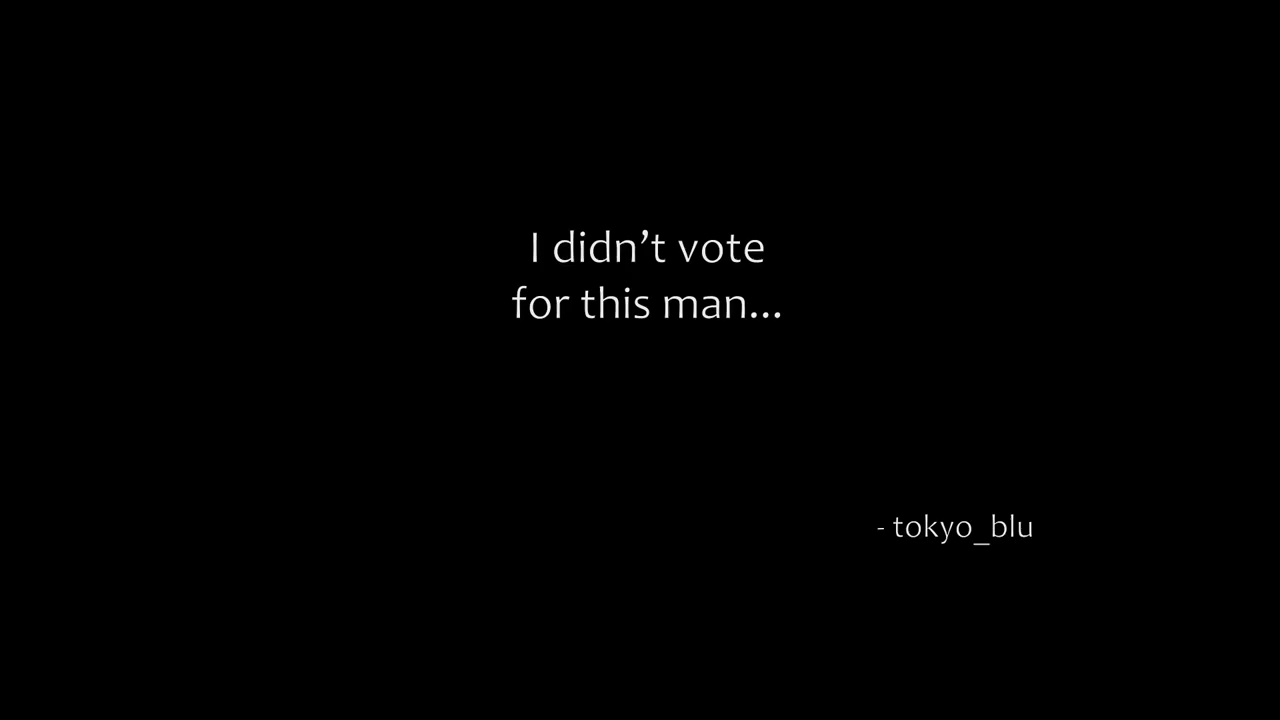 I didn’t vote
for this man...
- tokyo_blu